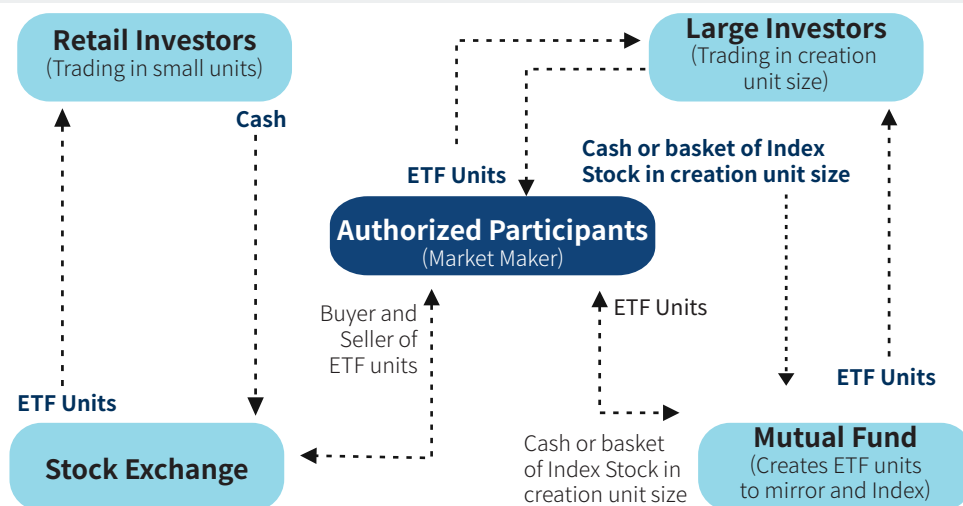 Retail Investors
(Trading in small units)
Large Investors
(Trading in creation
unit size)
Cash
ETF Units
Cash or basket of Index
Stock in creation unit size
Authorized Participants
(Market Maker)
Buyer and
Seller of
ETF units
ETF Units
ETF Units
ETF Units
Stock Exchange
Cash or basket
of Index Stock in
creation unit size
Mutual Fund
(Creates ETF units
to mirror and Index)